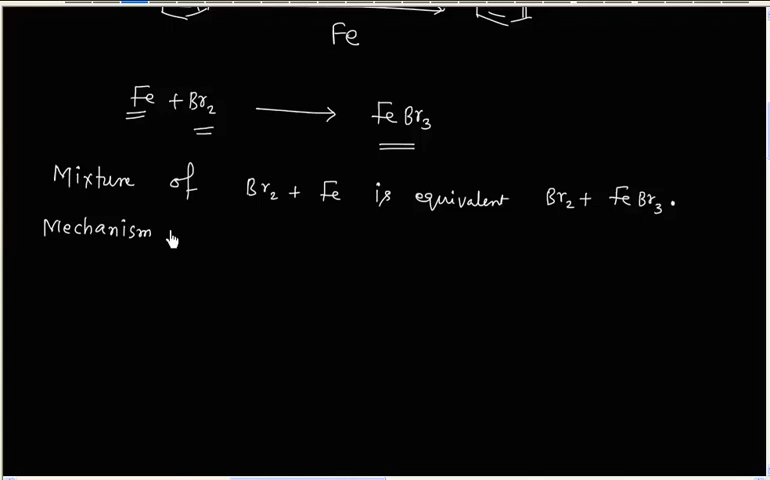 Fe
Fe + Br₂ ⟶ FeBr₃
Mixture of Br₂ + Fe is equivalent Br₂ + FeBr₃.
Mechanism